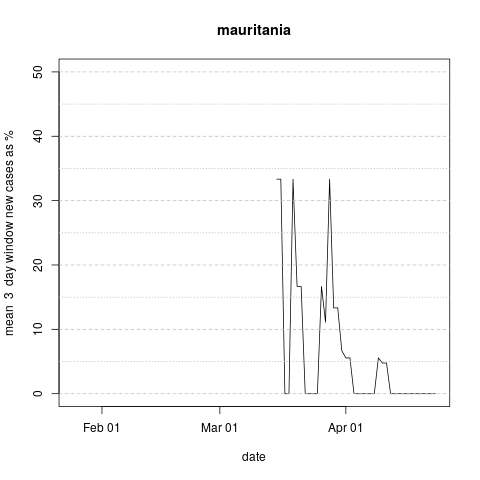 mauritania
mean  3  day window new cases as %
50
40
30
20
10
0
Feb 01
Mar 01
Apr 01
date